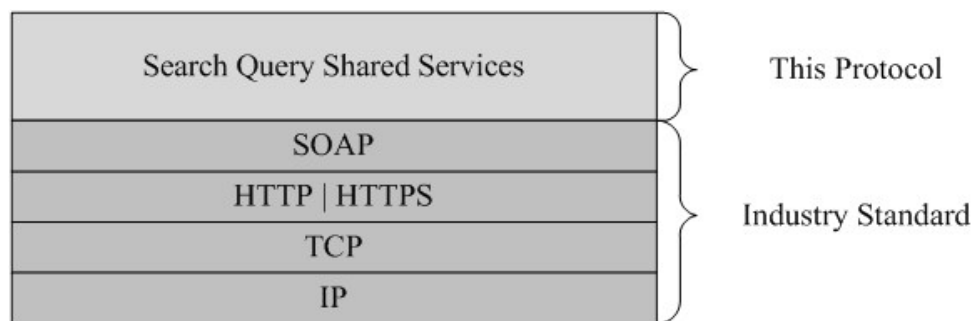 Search Query Shared Services
This Protocol
SOAP
HTTP | HTTPS
Industry Standard
TCP
IP